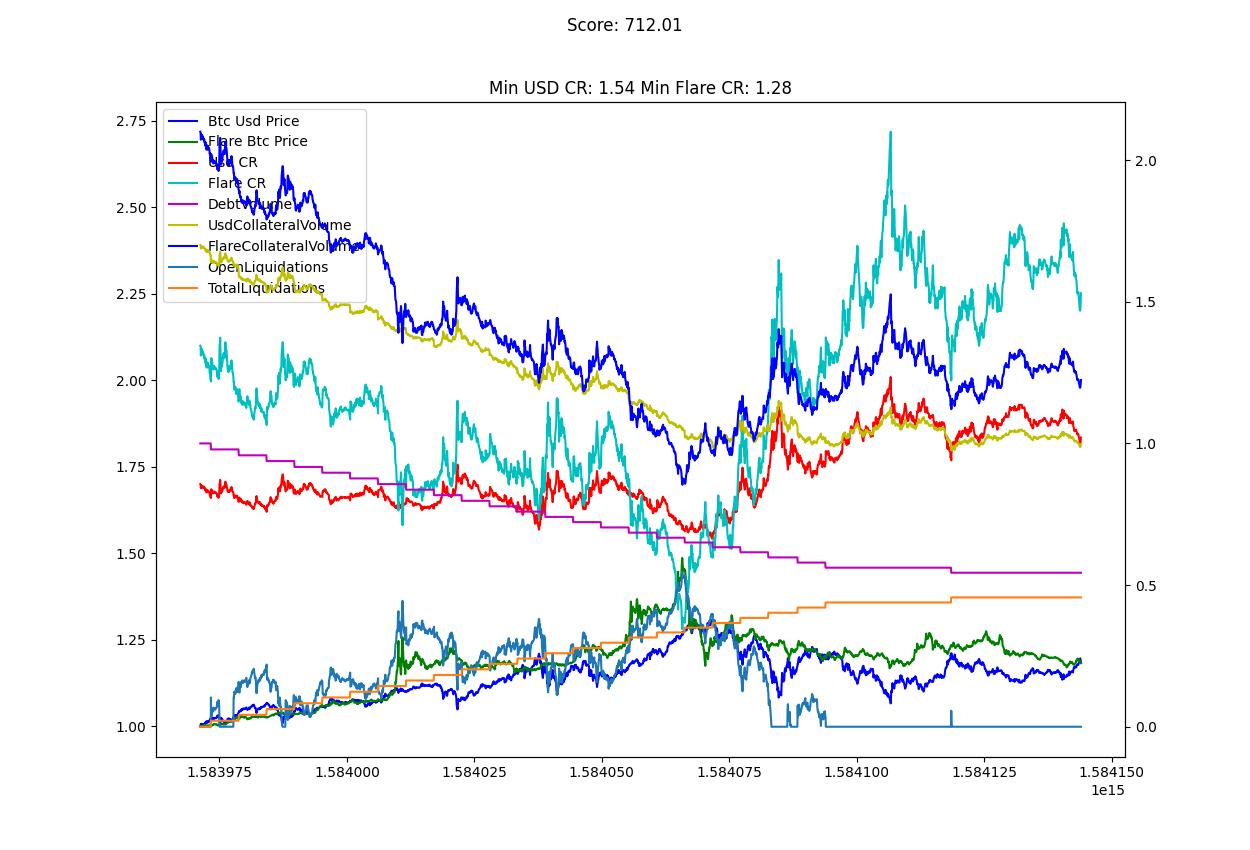 Score: 712.01
Min USD CR: 1.54 Min Flare CR: 1.28
Btc Usd Price
Flare Btc Price
Usd CR
Flare CR
DebtVolume
UsdCollateralVolume
FlareCollateralVolume
OpenLiquidations
TotalLiquidations
2.75
2.50
2.25
2.00
1.75
1.50
1.25
1.00
2.0
1.5
1.0
0.5
0.0
1.583975 1.584000 1.584025 1.584050 1.584075 1.584100 1.584125 1.584150
1e15